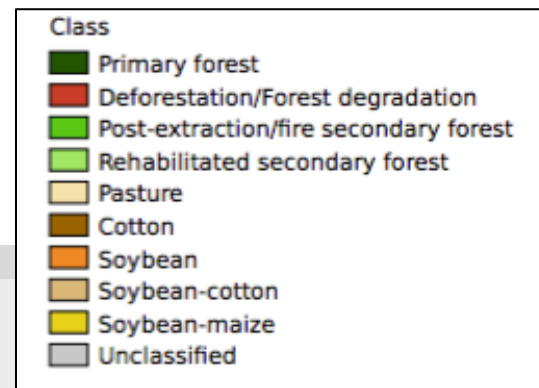 Class
Primary forest
Deforestation/Forest degradation
Post-extraction/fire secondary forest
Rehabilitated secondary forest
Pasture
Cotton
Soybean
Soybean-cotton
Soybean-maize
Unclassified